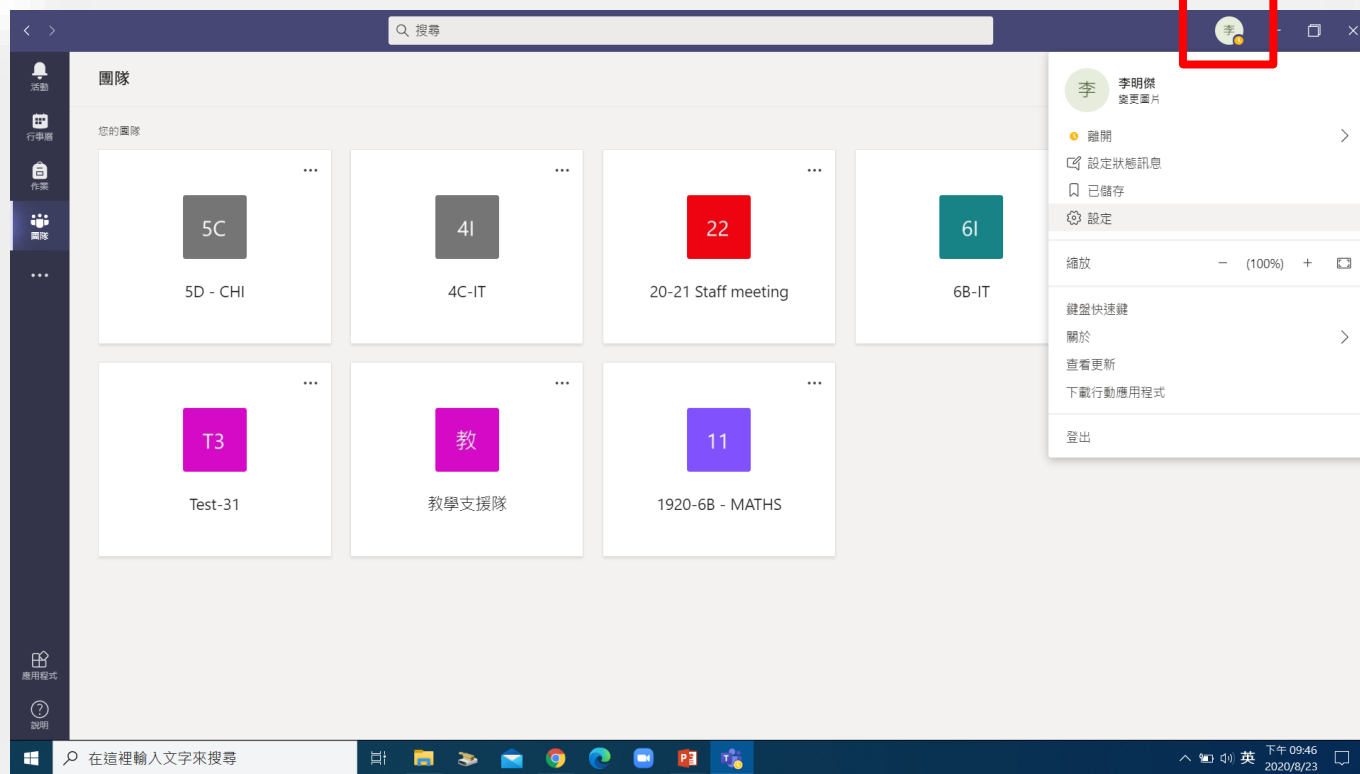 搜尋
李
活動
行事曆
作業
團隊
應用程式
說明
團隊
您的團隊
5C
5D - CHI
4I
4C-IT
22
20-21 Staff meeting
6I
6B-IT
T3
Test-31
教
教學支援隊
11
1920-6B - MATHS
李
李明傑
變更圖片
離開
設定狀態訊息
已儲存
設定
縮放 − (100%) +
鍵盤快速鍵
關於
查看更新
下載行動應用程式
登出
在這裡輸入文字來搜尋
英
下午 09:46
2020/8/23